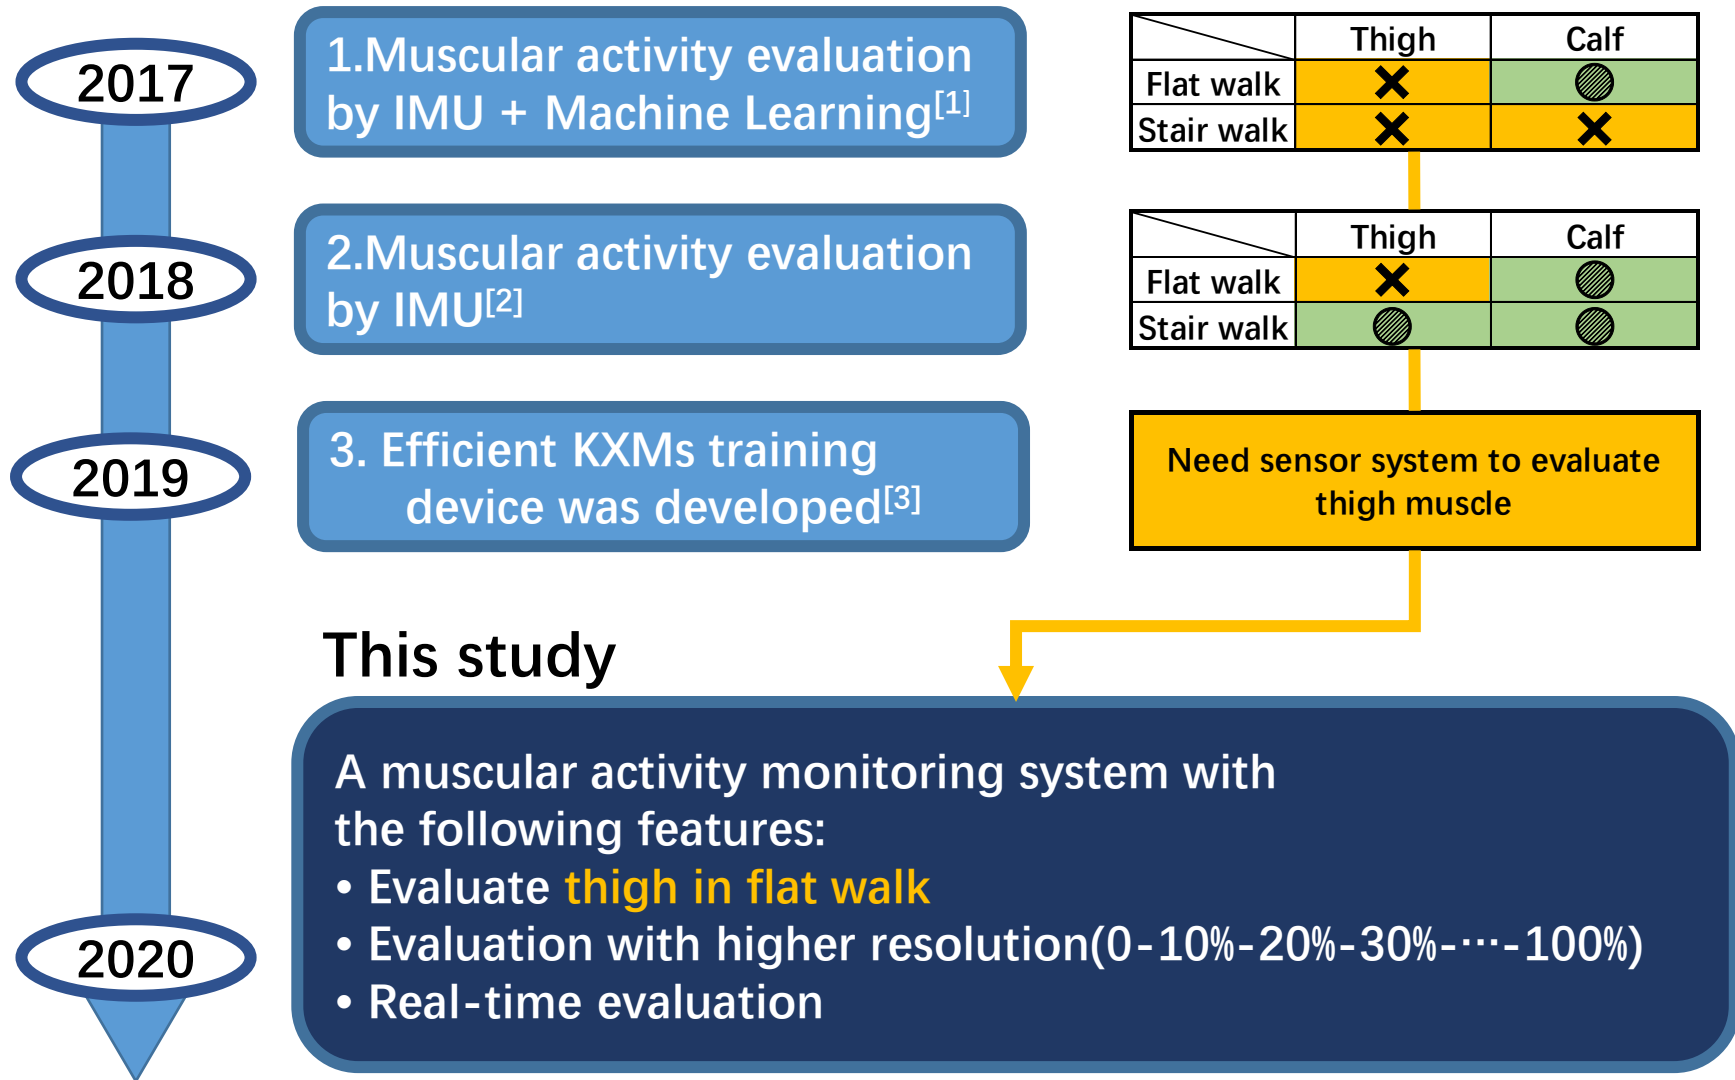 2017
1.Muscular activity evaluation
by IMU + Machine Learning[1]
Thigh Calf
Flat walk
Stair walk
2018
2.Muscular activity evaluation
by IMU[2]
Thigh Calf
Flat walk
Stair walk
2019
3. Efficient KXMs training
device was developed[3]
Need sensor system to evaluate
thigh muscle
This study
A muscular activity monitoring system with
the following features:
• Evaluate thigh in flat walk
• Evaluation with higher resolution(0-10%-20%-30%-···-100%)
• Real-time evaluation
2020